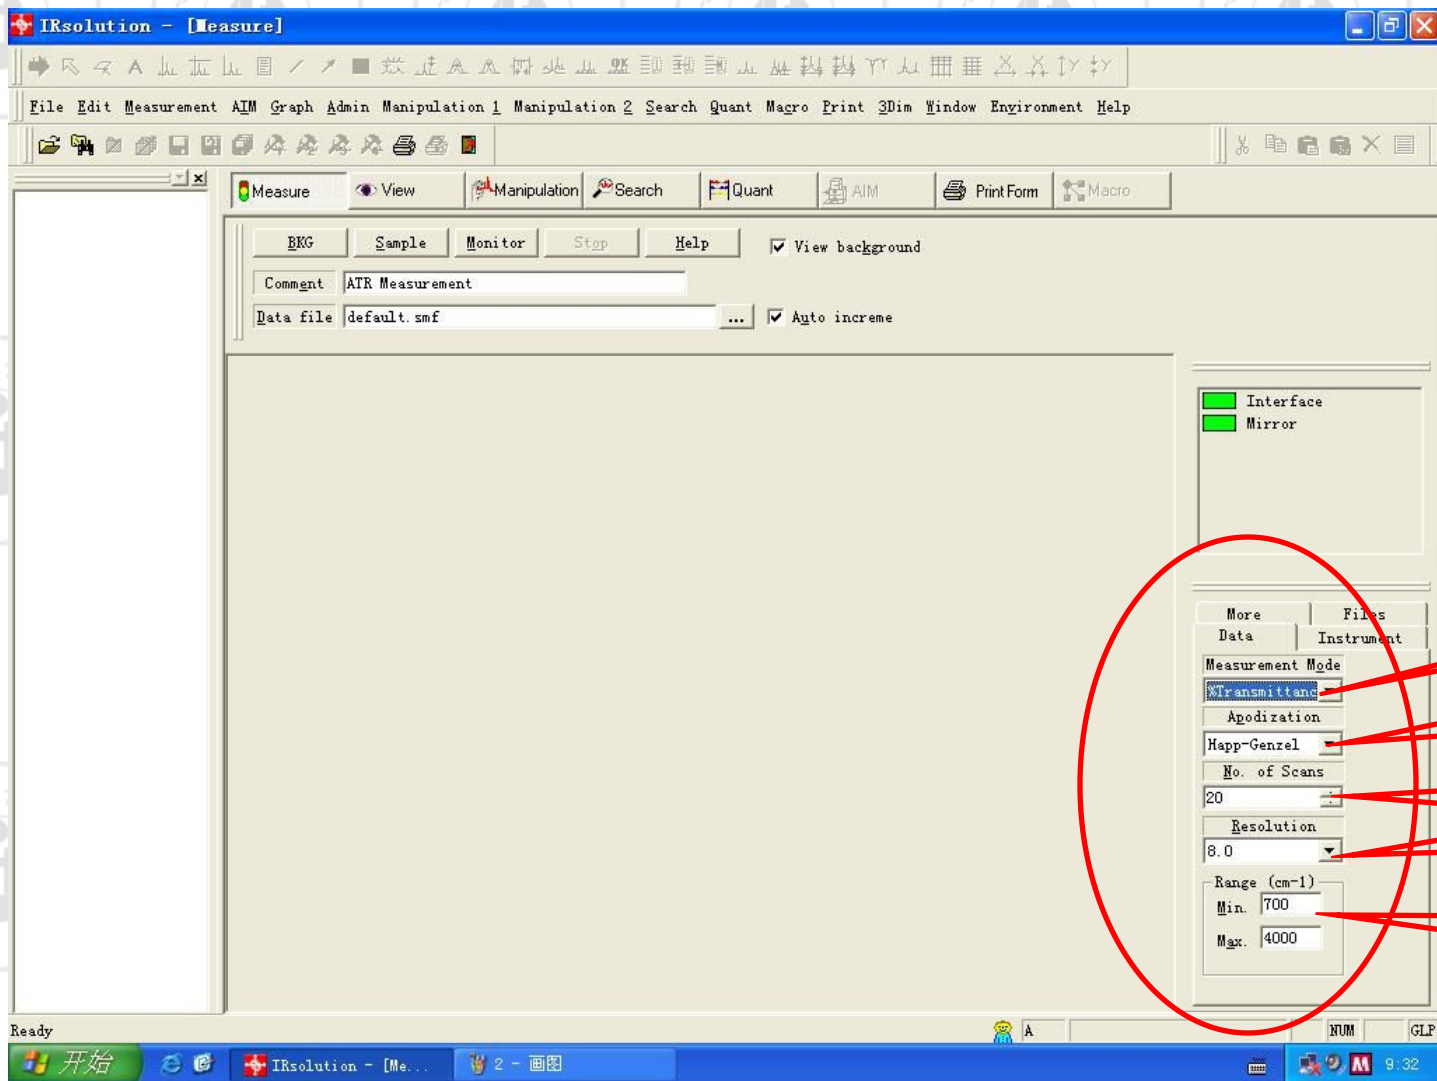 IRsolution - [Measure]
File Edit Measurement AIM Graph Admin Manipulation 1 Manipulation 2 Search Quant Macro Print 3Dim Window Environment Help
Measure View Manipulation Search Quant AIM Print Form Macro
BKG Sample Monitor Stop Help View background
Comment ATR Measurement
Data file default.smf ... Auto increme
Interface
Mirror
More Files
Data Instrument
Measurement Mode
%Transmittanc
Apodization
Happ-Genzel
No. of Scans
20
Resolution
8.0
Range (cm-1)
Min. 700
Max. 4000
Ready A NUM GLP
开始 IRsolution - [Me... 2 - 画图 9:32